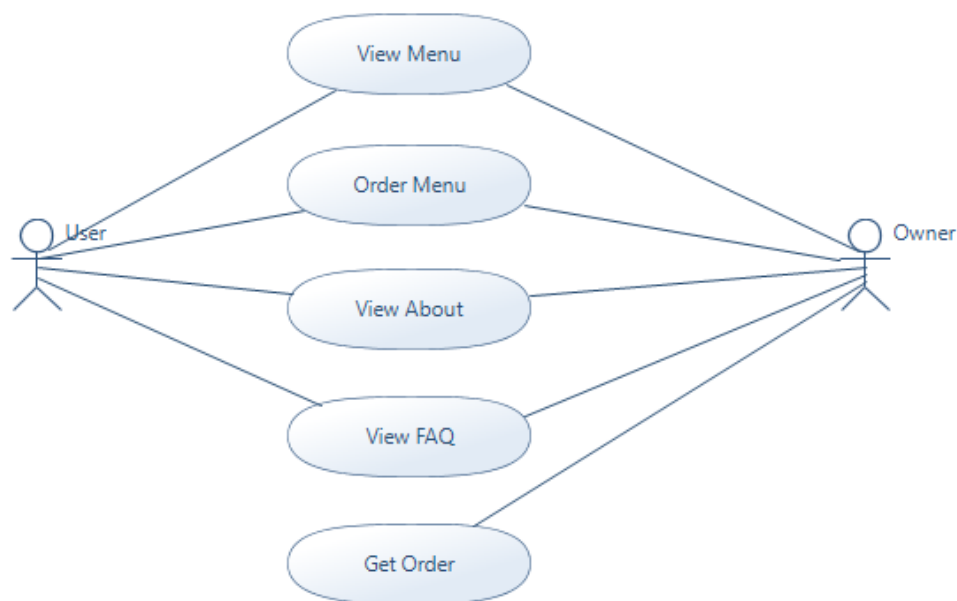 View Menu
Order Menu
User
Owner
View About
View FAQ
Get Order